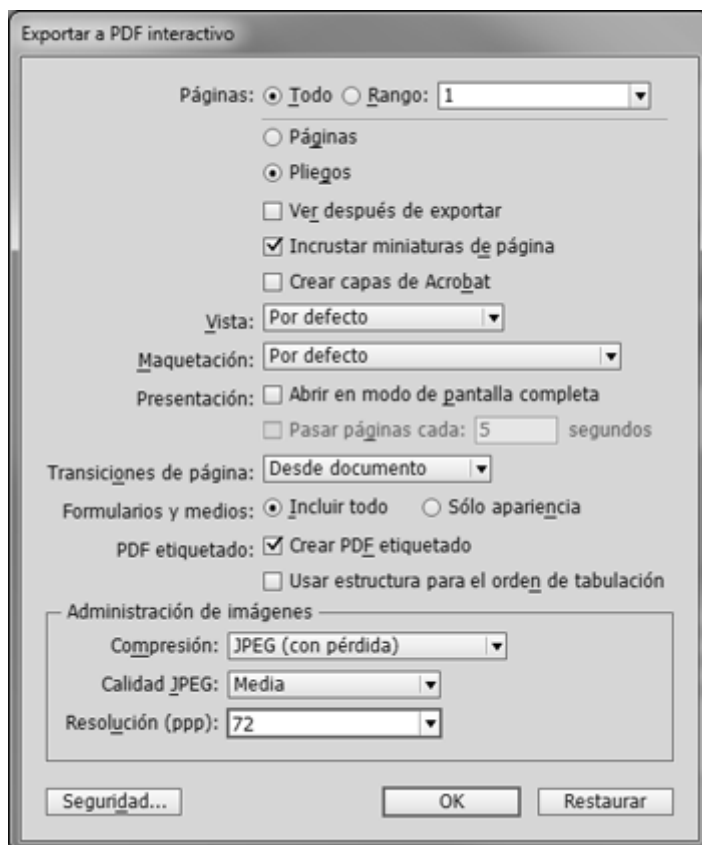 Exportar a PDF interactivo
Páginas: Todo Rango: 1
Páginas
Pliegos
Ver después de exportar
Incrustar miniaturas de página
Crear capas de Acrobat
Vista: Por defecto
Maquetación: Por defecto
Presentación: Abrir en modo de pantalla completa
Pasar páginas cada: 5 segundos
Transiciones de página: Desde documento
Formularios y medios: Incluir todo Sólo apariencia
PDF etiquetado: Crear PDF etiquetado
Usar estructura para el orden de tabulación
Administración de imágenes
Compresión: JPEG (con pérdida)
Calidad JPEG: Media
Resolución (ppp): 72
Seguridad... OK Restaurar